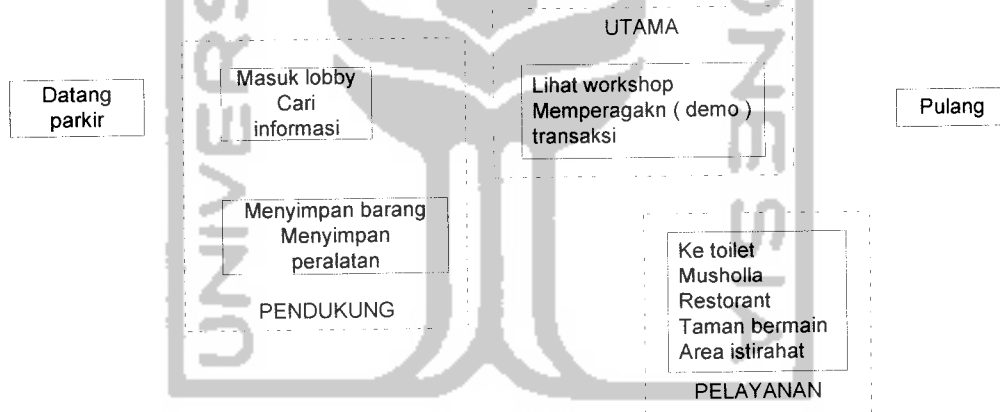 UTAMA
Datang
parkir
Masuk lobby
Cari
informasi
Lihat workshop
Memperagakn ( demo )
transaksi
Pulang
Menyimpan barang
Menyimpan
peralatan
PENDUKUNG
Ke toilet
Musholla
Restorant
Taman bermain
Area istirahat
PELAYANAN
UNIVERS